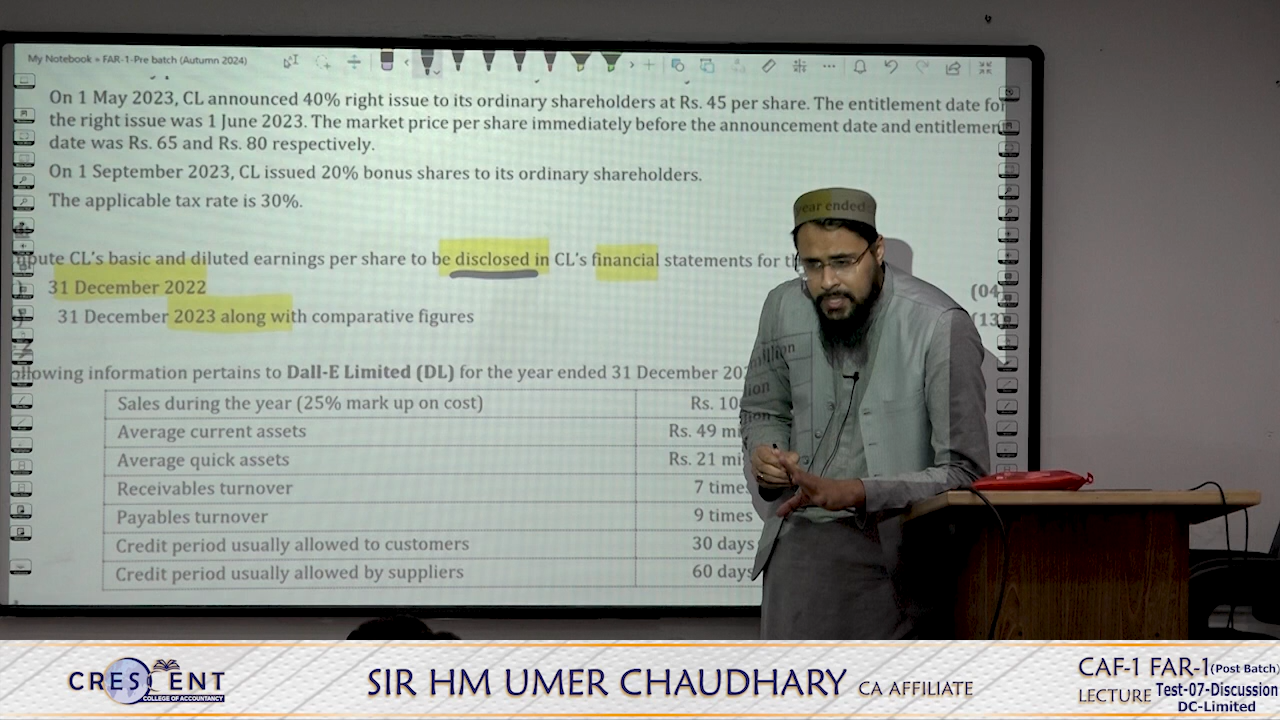 My Notebook » FAR-1-Pre batch (Autumn 2024)
On 1 May 2023, CL announced 40% right issue to its ordinary shareholders at Rs. 45 per share. The entitlement date for
the right issue was 1 June 2023. The market price per share immediately before the announcement date and entitlement
date was Rs. 65 and Rs. 80 respectively.
On 1 September 2023, CL issued 20% bonus shares to its ordinary shareholders.
The applicable tax rate is 30%.
year ended
CL's basic and diluted earnings per share to be disclosed in CL's financial statements for
31 December 2022 (04
31 December 2023 along with comparative figures (13
information pertains to Dall-E Limited (DL) for the year ended 31 December
Sales during the year (25% mark up on cost) Rs.
Average current assets Rs. 49
Average quick assets Rs. 21
Receivables turnover 7 times
Payables turnover 9 times
Credit period usually allowed to customers 30 days
Credit period usually allowed by suppliers 60 days
CRESCENT
COLLEGE OF ACCOUNTANCY
SIR HM UMER CHAUDHARY CA AFFILIATE
CAF-1 FAR-1 (Post Batch)
LECTURE Test-07-Discussion
DC-Limited